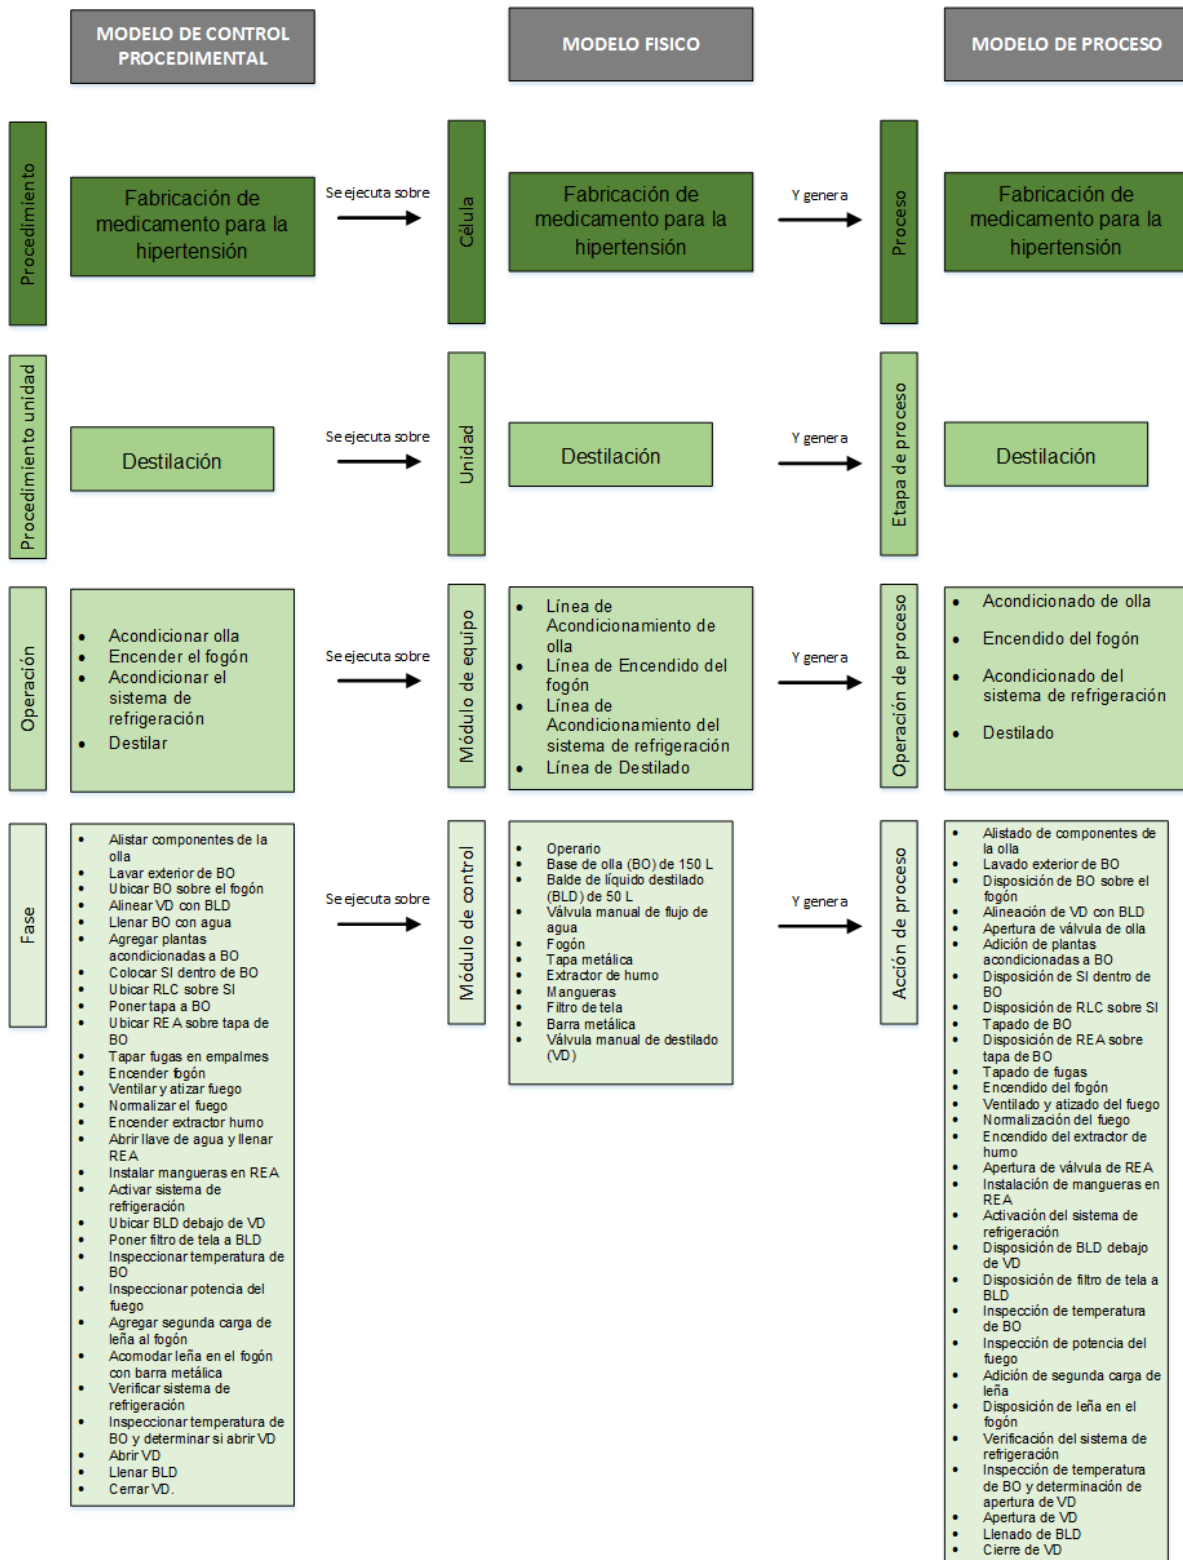 MODELO DE CONTROL
PROCEDIMENTAL
MODELO FISICO
MODELO DE PROCESO
Procedimiento
Fabricación de
medicamento para la
hipertensión
Se ejecuta sobre
Célula
Fabricación de
medicamento para la
hipertensión
Y genera
Proceso
Fabricación de
medicamento para la
hipertensión
Procedimiento unidad
Destilación
Se ejecuta sobre
Unidad
Destilación
Y genera
Etapa de proceso
Destilación
Operación
• Acondicionar olla
• Encender el fogón
• Acondicionar el
sistema de
refrigeración
• Destilar
Se ejecuta sobre
Módulo de equipo
• Línea de
Acondicionamiento de
olla
• Línea de Encendido del
fogón
• Línea de
Acondicionamiento del
sistema de refrigeración
• Línea de Destilado
Y genera
Operación de proceso
• Acondicionado de olla
• Encendido del fogón
• Acondicionado del
sistema de refrigeración
• Destilado
Fase
• Alistar componentes de la
olla
• Lavar exterior de BO
• Ubicar BO sobre el fogón
• Alinear VD con BLD
• Llenar BO con agua
• Agregar plantas
acondicionadas a BO
• Colocar SI dentro de BO
• Ubicar RLC sobre SI
• Poner tapa a BO
• Ubicar REA sobre tapa de
BO
• Tapar fugas en empalmes
• Encender fogón
• Ventilar y atizar fuego
• Normalizar el fuego
• Encender extractor humo
• Abrir llave de agua y llenar
REA
• Instalar mangueras en REA
• Activar sistema de
refrigeración
• Ubicar BLD debajo de VD
• Poner filtro de tela a BLD
• Inspeccionar temperatura de
BO
• Inspeccionar potencia del
fuego
• Agregar segunda carga de
leña al fogón
• Acomodar leña en el fogón
con barra metálica
• Verificar sistema de
refrigeración
• Inspeccionar temperatura de
BO y determinar si abrir VD
• Abrir VD
• Llenar BLD
• Cerrar VD.
Se ejecuta sobre
Módulo de control
• Operario
• Base de olla (BO) de 150 L
• Balde de líquido destilado
(BLD) de 50 L
• Válvula manual de flujo de
agua
• Fogón
• Tapa metálica
• Extractor de humo
• Mangueras
• Filtro de tela
• Barra metálica
• Válvula manual de destilado
(VD)
Y genera
Acción de proceso
• Alistado de componentes de
la olla
• Lavado exterior de BO
• Disposición de BO sobre el
fogón
• Alineación de VD con BLD
• Apertura de válvula de olla
• Adición de plantas
acondicionadas a BO
• Disposición de SI dentro de
BO
• Disposición de RLC sobre SI
• Tapado de BO
• Disposición de REA sobre
tapa de BO
• Tapado de fugas
• Encendido del fogón
• Ventilado y atizado del fuego
• Normalización del fuego
• Encendido del extractor de
humo
• Apertura de válvula de REA
• Instalación de mangueras en
REA
• Activación del sistema de
refrigeración
• Disposición de BLD debajo
de VD
• Disposición de filtro de tela a
BLD
• Inspección de temperatura
de BO
• Inspección de potencia del
fuego
• Adición de segunda carga de
leña
• Disposición de leña en el
fogón
• Verificación del sistema de
refrigeración
• Inspección de temperatura
de BO y determinación de
apertura de VD
• Apertura de VD
• Llenado de BLD
• Cierre de VD